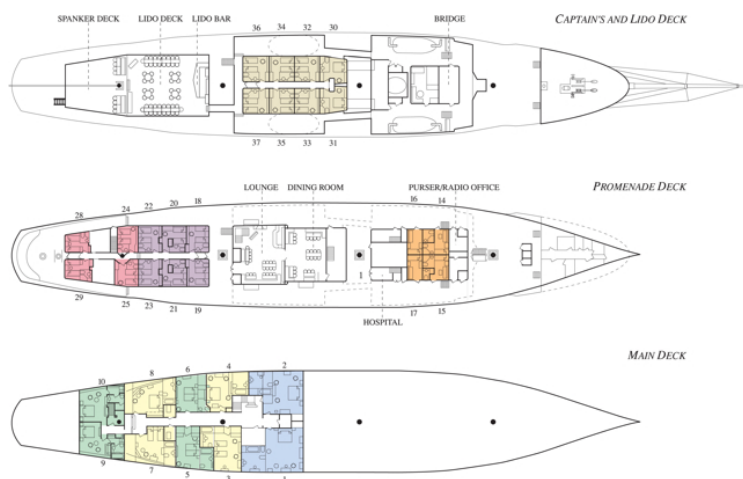 SPANKER DECK LIDO DECK LIDO BAR BRIDGE CAPTAIN'S AND LIDO DECK
36 34 32 30
37 35 33 31
LOUNGE DINING ROOM PURSER/RADIO OFFICE PROMENADE DECK
28 24 22 20 18 16 14
29 25 23 21 19 17 15
HOSPITAL
MAIN DECK
10 8 6 4 2
9 7 5 3